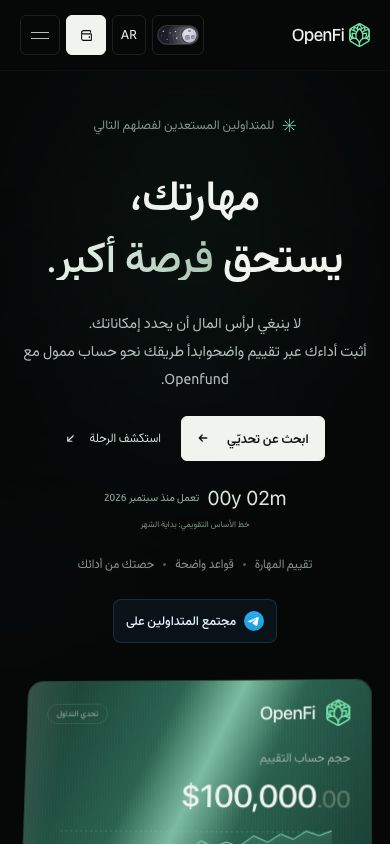 OpenFi
AR
للمتداولين المستعدين لفصلهم التالي
مهارتك،
يستحق فرصة أكبر.
لا ينبغي لرأس المال أن يحدد إمكاناتك.
أثبت أداءك عبر تقييم واضحوابدأ طريقك نحو حساب ممول مع
Openfund.
ابحث عن تحديّي ←
استكشف الرحلة ↙
00y 02m تعمل منذ سبتمبر 2026
خط الأساس التقويمي: بداية الشهر
تقييم المهارة • قواعد واضحة • حصتك من أدائك
مجتمع المتداولين على
OpenFi
تحدي التداول
حجم حساب التقييم
$100,000.00